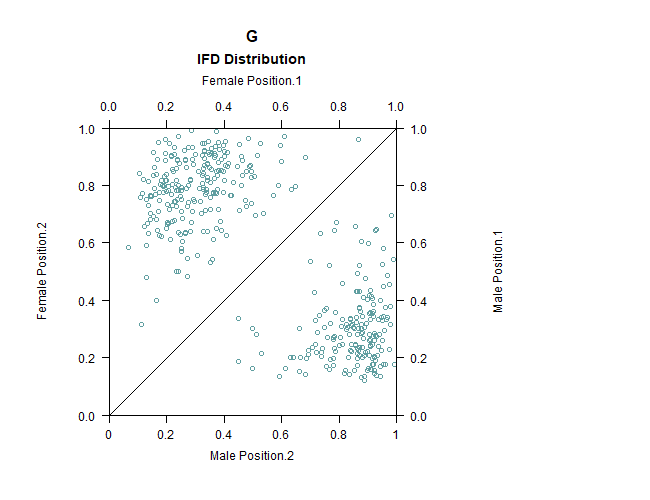 G
IFD Distribution
Female Position.1
0.0 0.2 0.4 0.6 0.8 1.0
1.0 1.0
0.8 0.8
0.6 0.6
0.4 0.4
0.2 0.2
0.0 0.0
Female Position.2
Male Position.1
0 0.2 0.4 0.6 0.8 1
Male Position.2